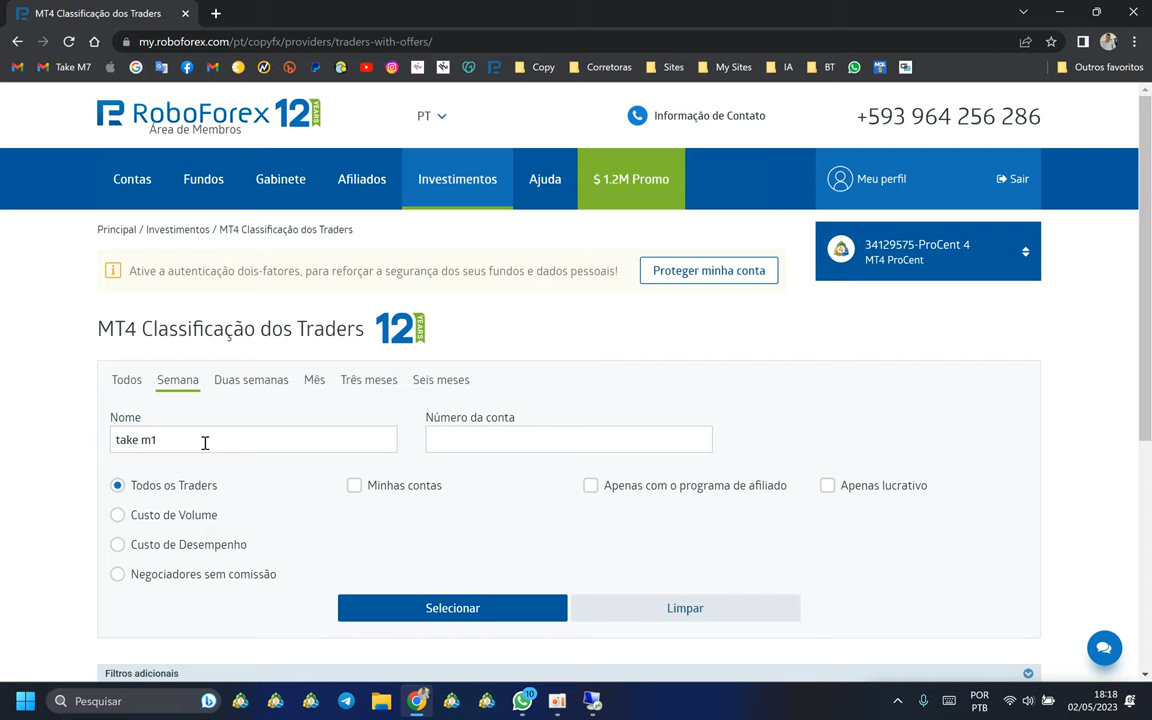 MT4 Classificação dos Traders
my.roboforex.com/pt/copyfx/providers/traders-with-offers/
Take M7
Copy
Corretoras
Sites
My Sites
IA
BT
Outros favoritos
RoboForex 12 YEARS
Área de Membros
PT
Informação de Contato
+593 964 256 286
Contas
Fundos
Gabinete
Afiliados
Investimentos
Ajuda
$ 1.2M Promo
Meu perfil
Sair
Principal / Investimentos / MT4 Classificação dos Traders
34129575-ProCent 4
MT4 ProCent
Ative a autenticação dois-fatores, para reforçar a segurança dos seus fundos e dados pessoais!
Proteger minha conta
MT4 Classificação dos Traders 12 YEARS
Todos
Semana
Duas semanas
Mês
Três meses
Seis meses
Nome
Número da conta
take m1
Todos os Traders
Minhas contas
Apenas com o programa de afiliado
Apenas lucrativo
Custo de Volume
Custo de Desempenho
Negociadores sem comissão
Selecionar
Limpar
Filtros adicionais
Pesquisar
10
POR
PTB
18:18
02/05/2023